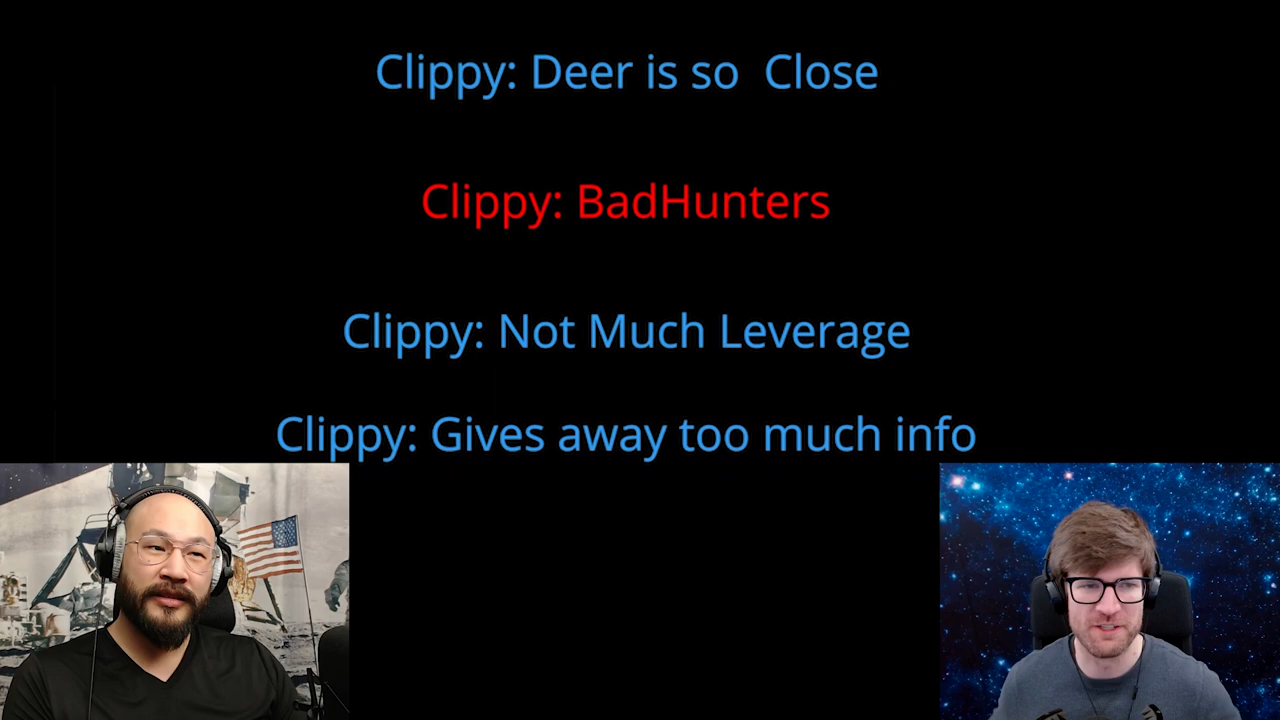 Clippy: Deer is so  Close
Clippy: BadHunters
Clippy: Not Much Leverage
Clippy: Gives away too much info